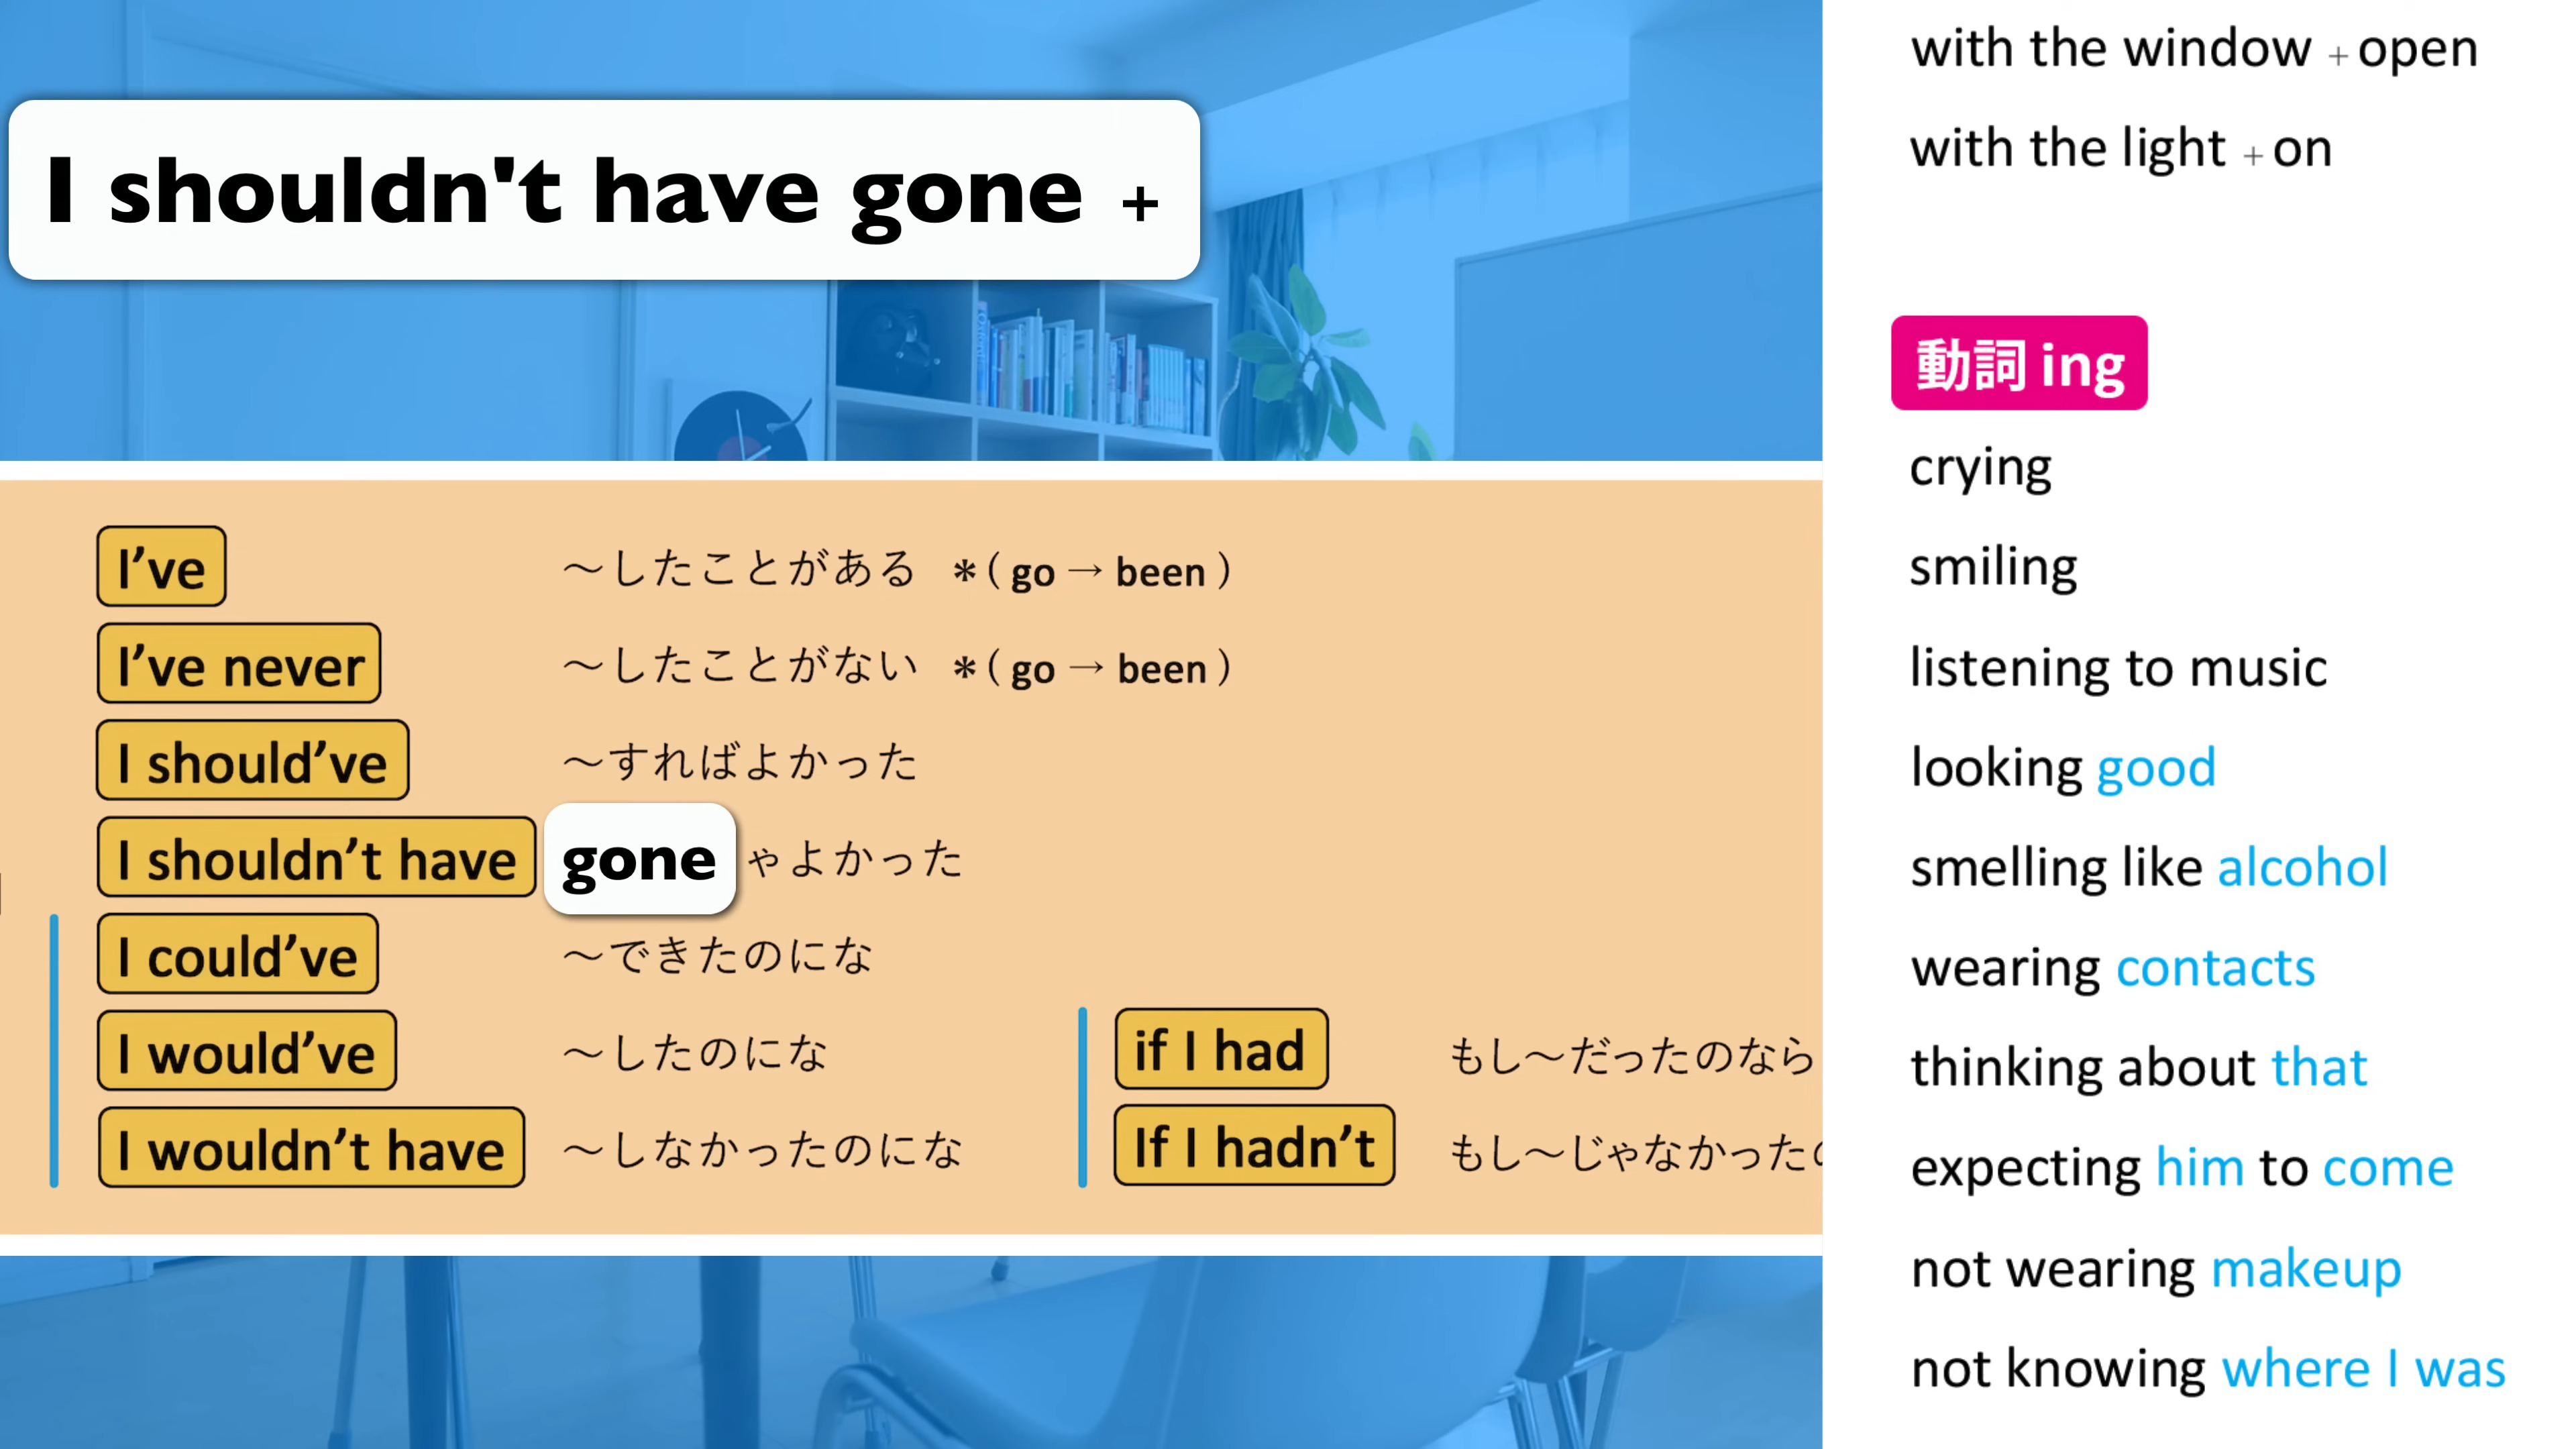 I shouldn't have gone +
I've ～したことがある *( go → been )
I've never ～したことがない *( go → been )
I should've ～すればよかった
I shouldn't have gone ゃよかった
I could've ～できたのにな
I would've ～したのにな if I had もし～だったのなら
I wouldn't have ～しなかったのにな If I hadn't もし～じゃなかった
with the window + open
with the light + on
動詞 ing
crying
smiling
listening to music
looking good
smelling like alcohol
wearing contacts
thinking about that
expecting him to come
not wearing makeup
not knowing where I was